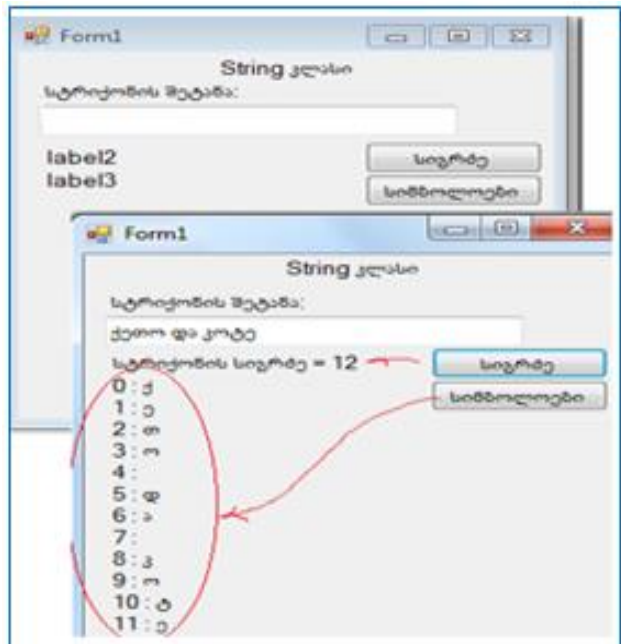 Form1
String კლასი
სტრიქონის შეტანა:
label2
სიგრძე
label3
სიმბოლოები
Form1
String კლასი
სტრიქონის შეტანა:
ქეთო და კოტე
სტრიქონის სიგრძე = 12
სიგრძე
სიმბოლოები
0 : ქ
1 : ე
2 : თ
3 : ო
4 :
5 : დ
6 : ა
7 :
8 : კ
9 : ო
10 : ტ
11 : ე